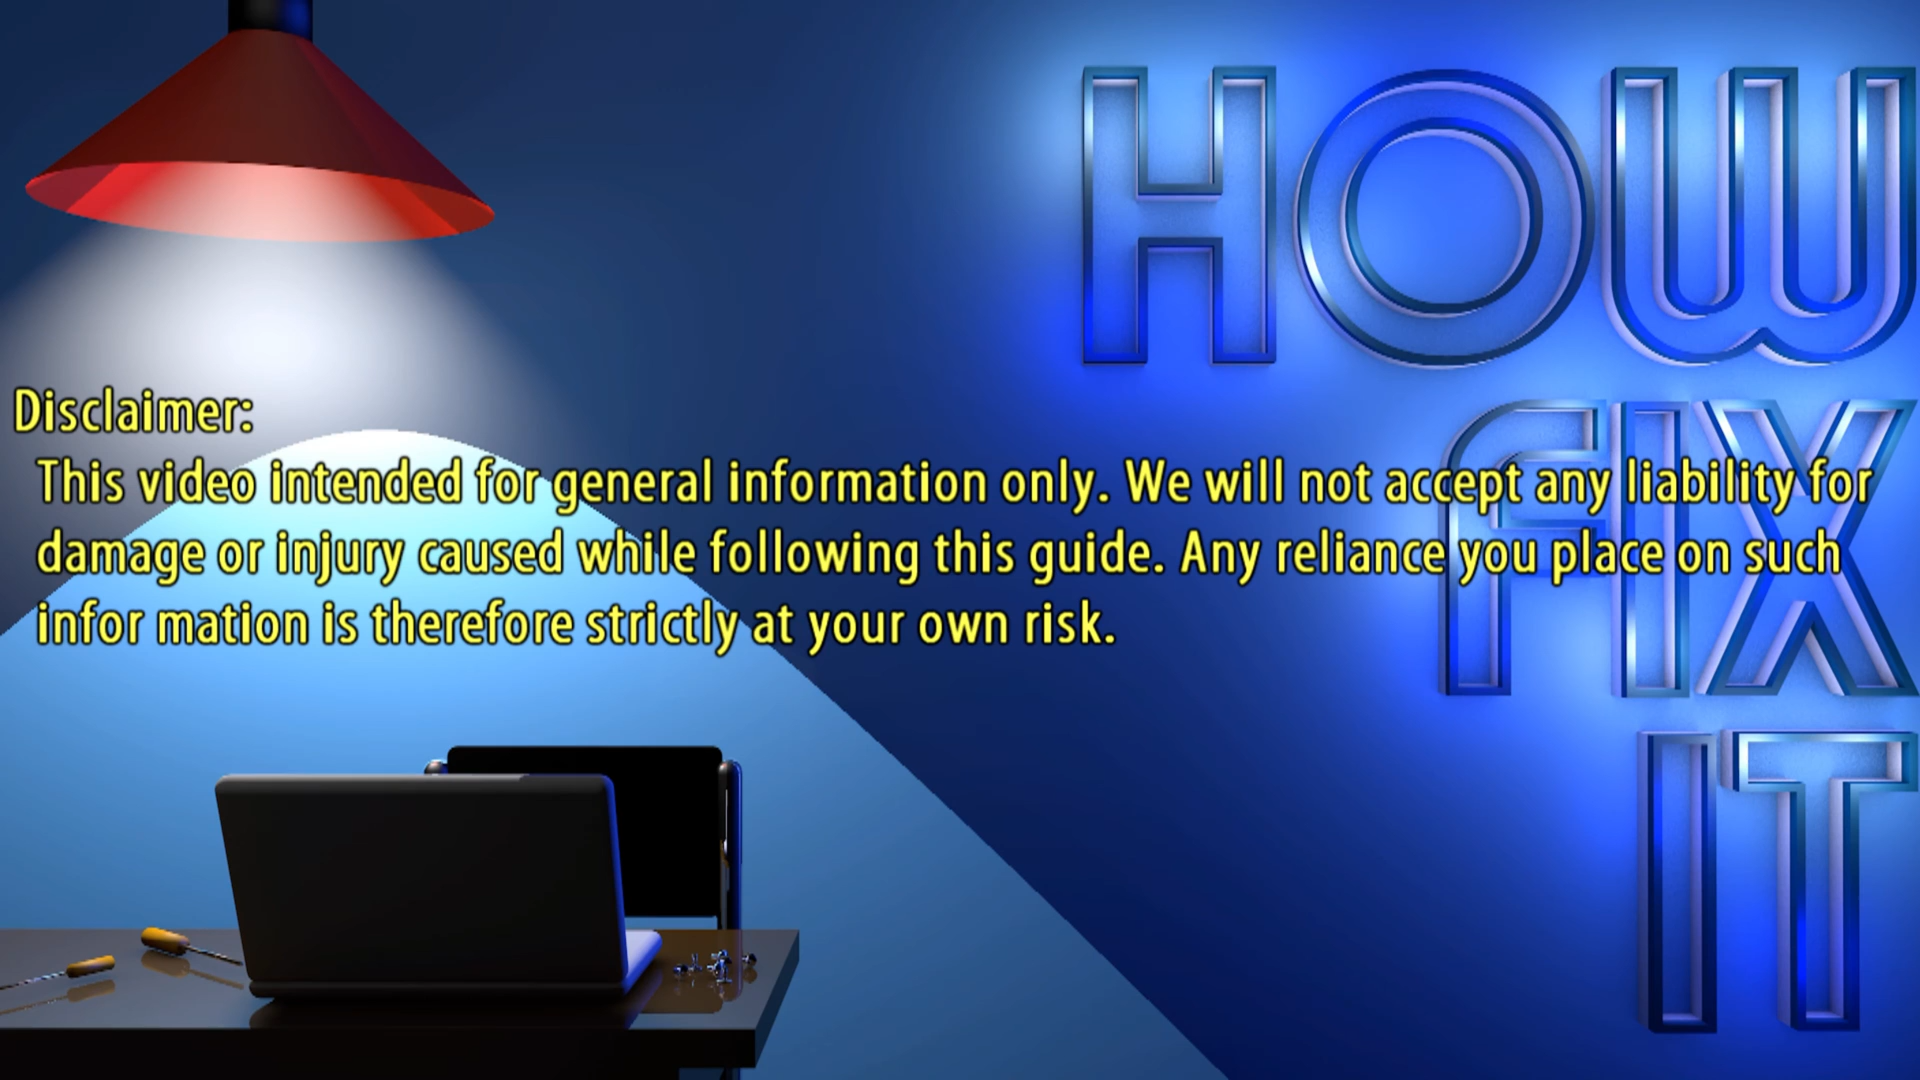 HOW
FIX
IT
Disclaimer:
This video intended for general information only. We will not accept any liability for
damage or injury caused while following this guide. Any reliance you place on such
infor mation is therefore strictly at your own risk.